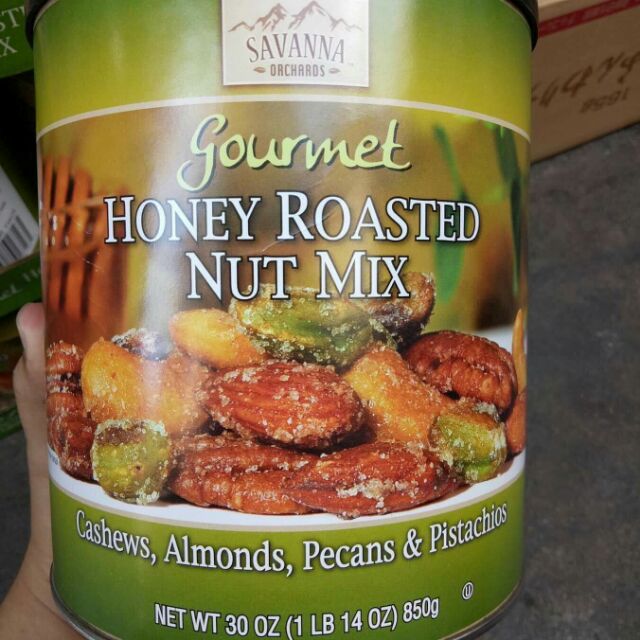 SAVANNA
ORCHARDS
Gourmet
HONEY ROASTED
NUT MIX
Cashews, Almonds, Pecans & Pistachios
NET WT 30 OZ (1 LB 14 OZ) 850g